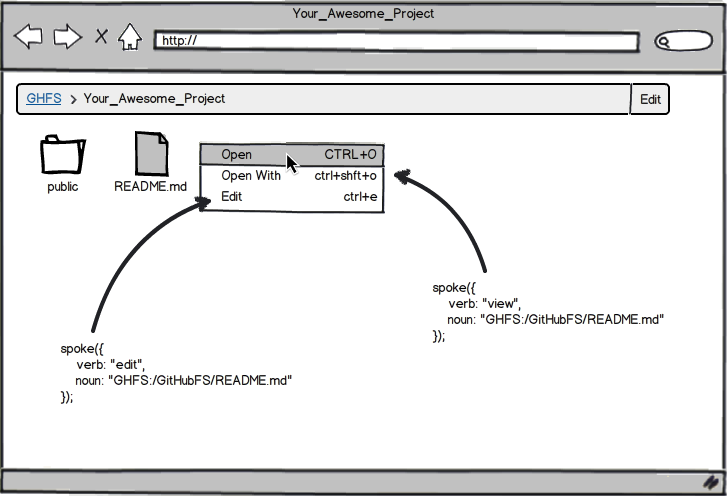 Your_Awesome_Project
http://
GHFS > Your_Awesome_Project Edit
public README.md
Open CTRL+O
Open With ctrl+shft+o
Edit ctrl+e
spoke({
verb: "view",
noun: "GHFS:/GitHubFS/README.md"
});
spoke({
verb: "edit",
noun: "GHFS:/GitHubFS/README.md"
});